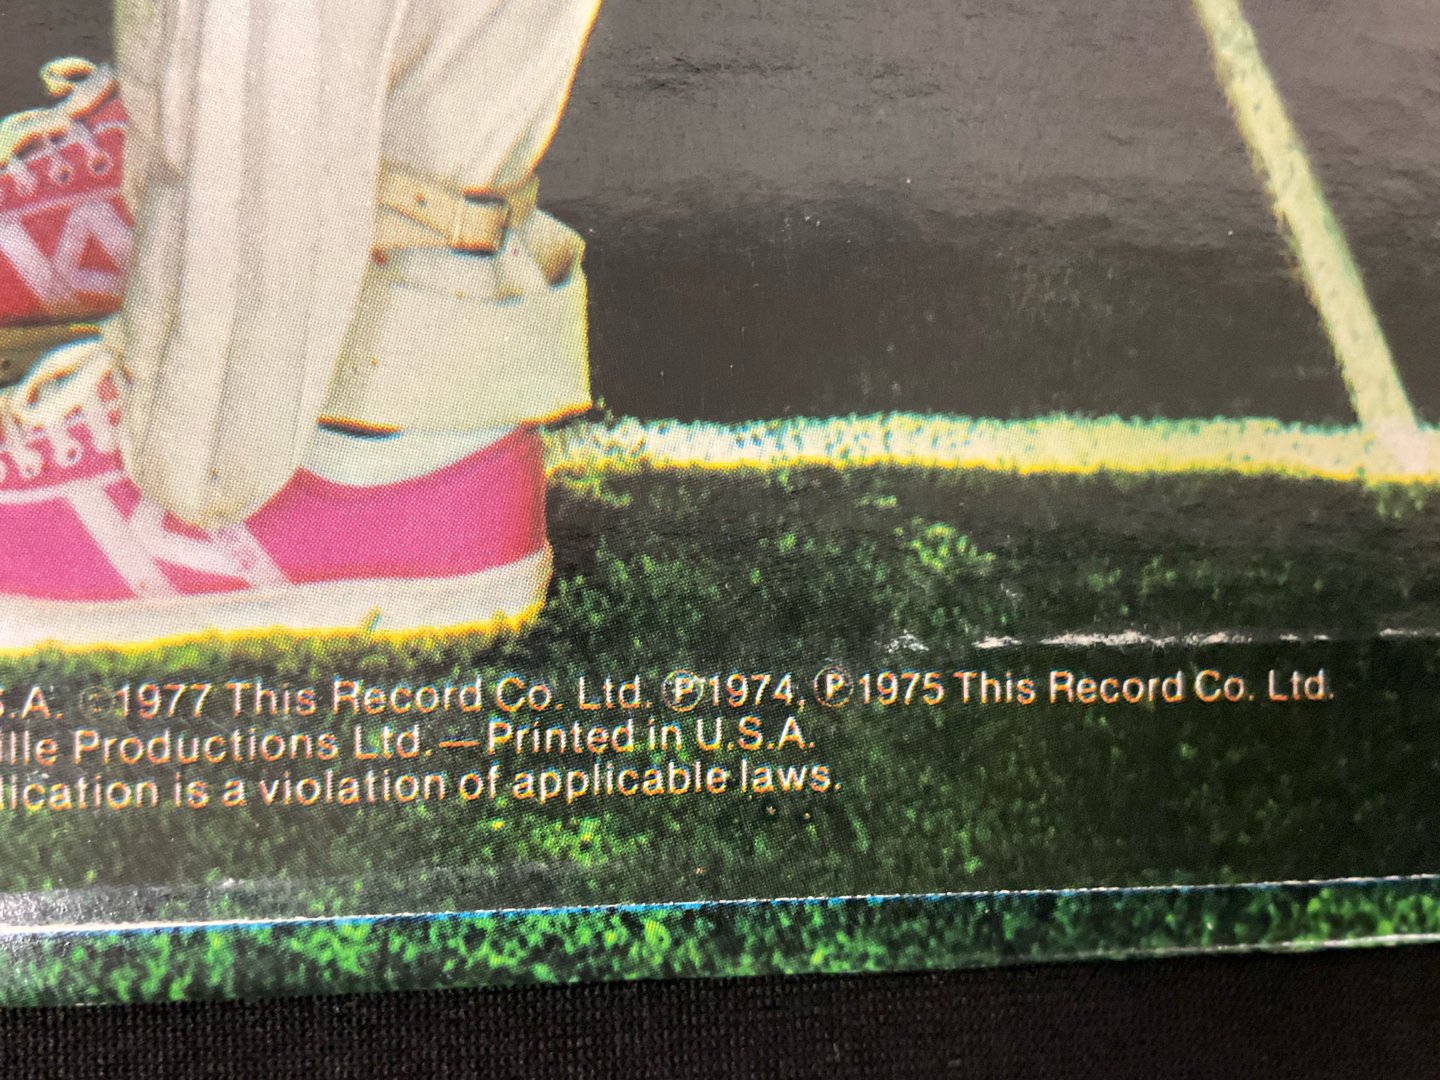 .A. ©1977 This Record Co. Ltd. ℗1974, ℗1975 This Record Co. Ltd.
ille Productions Ltd.—Printed in U.S.A.
lication is a violation of applicable laws.